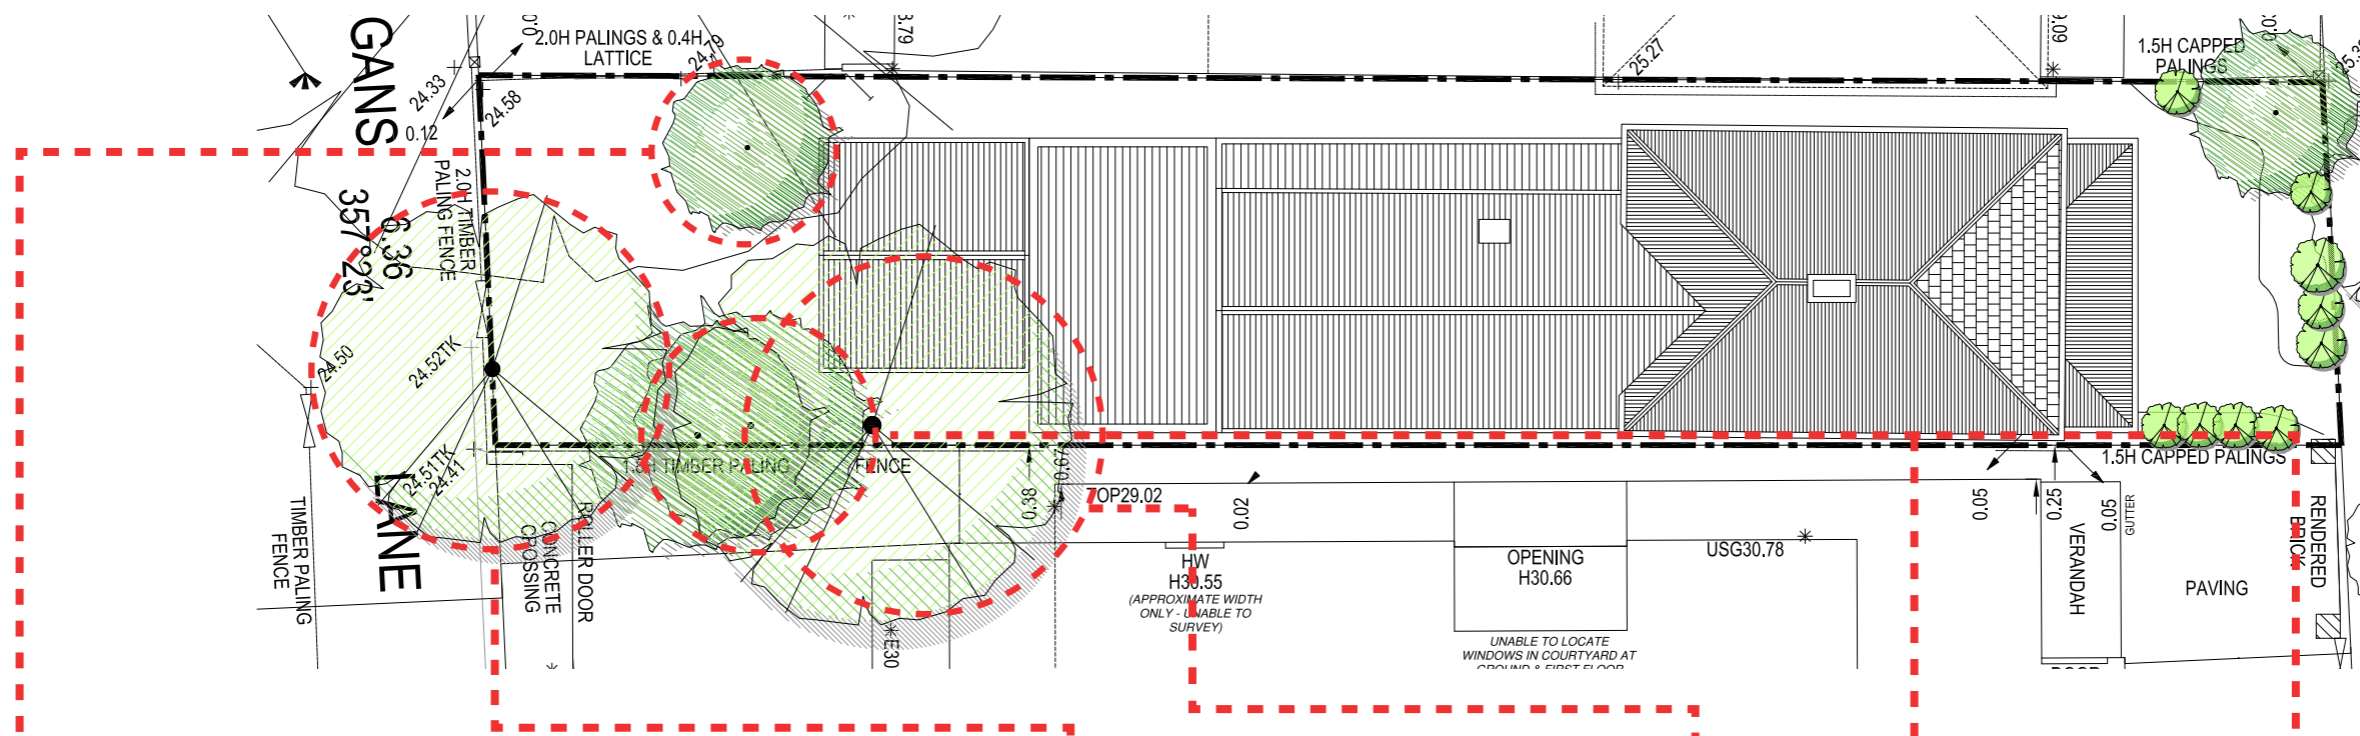 GANS
LANE
357°23'
6.36
2.0H PALINGS & 0.4H
LATTICE
24.79
24.33
24.58
0.12
2.0H TIMBER
PALING FENCE
24.50
24.52TK
24.51TK
24.41
TIMBER PALING
FENCE
CONCRETE
CROSSING
ROLLER DOOR
1.8H TIMBER PALING
FENCE
0.38
TOP29.02
0.02
HW
H30.55
(APPROXIMATE WIDTH
ONLY - UNABLE TO
SURVEY)
OPENING
H30.66
UNABLE TO LOCATE
WINDOWS IN COURTYARD AT
GROUND & FIRST FLOOR
USG30.78
25.27
1.5H CAPPED
PALINGS
1.5H CAPPED PALINGS
0.05
0.25
0.05
GUTTER
VERANDAH
PAVING
RENDERED
BRICK